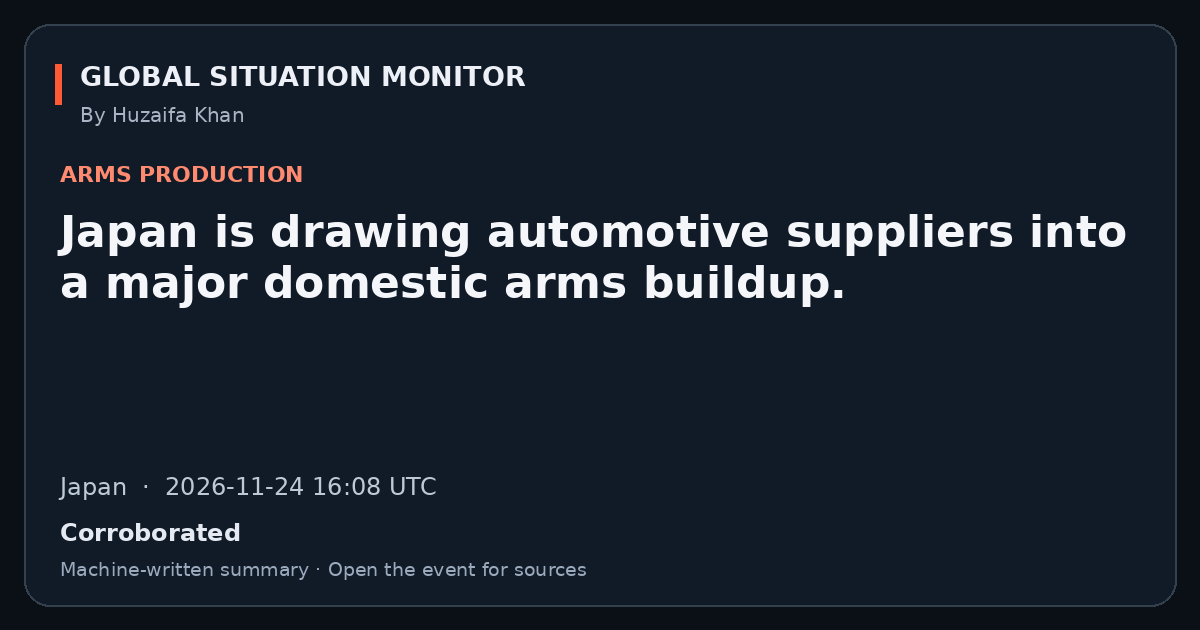 GLOBAL SITUATION MONITOR
By Huzaifa Khan
ARMS PRODUCTION
Japan is drawing automotive suppliers into
a major domestic arms buildup.
Japan · 2026-11-24 16:08 UTC
Corroborated
Machine-written summary · Open the event for sources